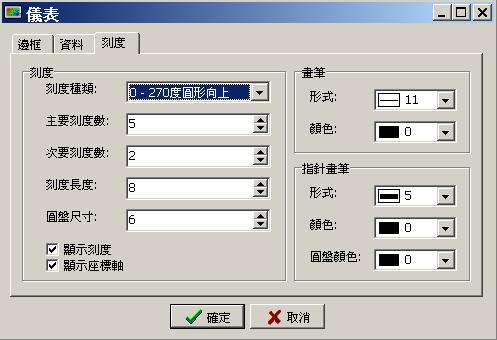 儀表
邊框 資料 刻度
刻度
刻度種類: 0 - 270度圓形向上
主要刻度數: 5
次要刻度數: 2
刻度長度: 8
圓盤尺寸: 6
顯示刻度
顯示座標軸
畫筆
形式: 11
顏色: 0
指針畫筆
形式: 5
顏色: 0
圓盤顏色: 0
確定 取消